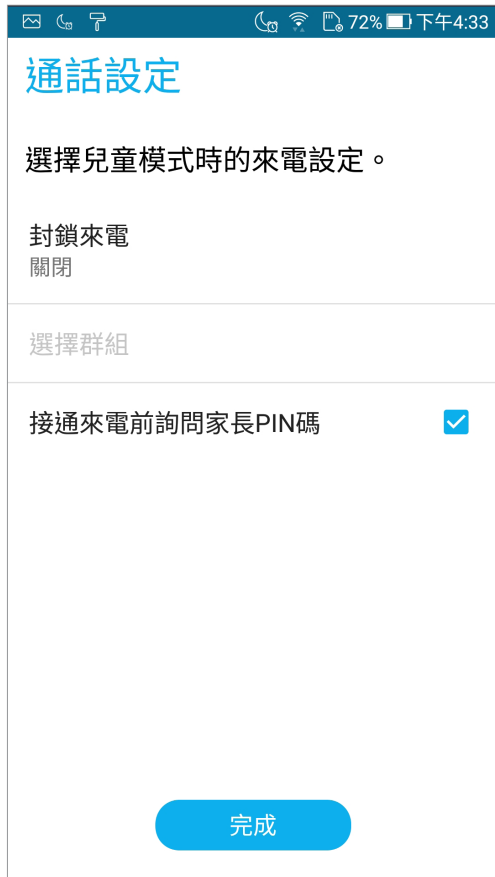 72% 下午4:33
通話設定
選擇兒童模式時的來電設定。
封鎖來電
關閉
選擇群組
接通來電前詢問家長PIN碼
完成